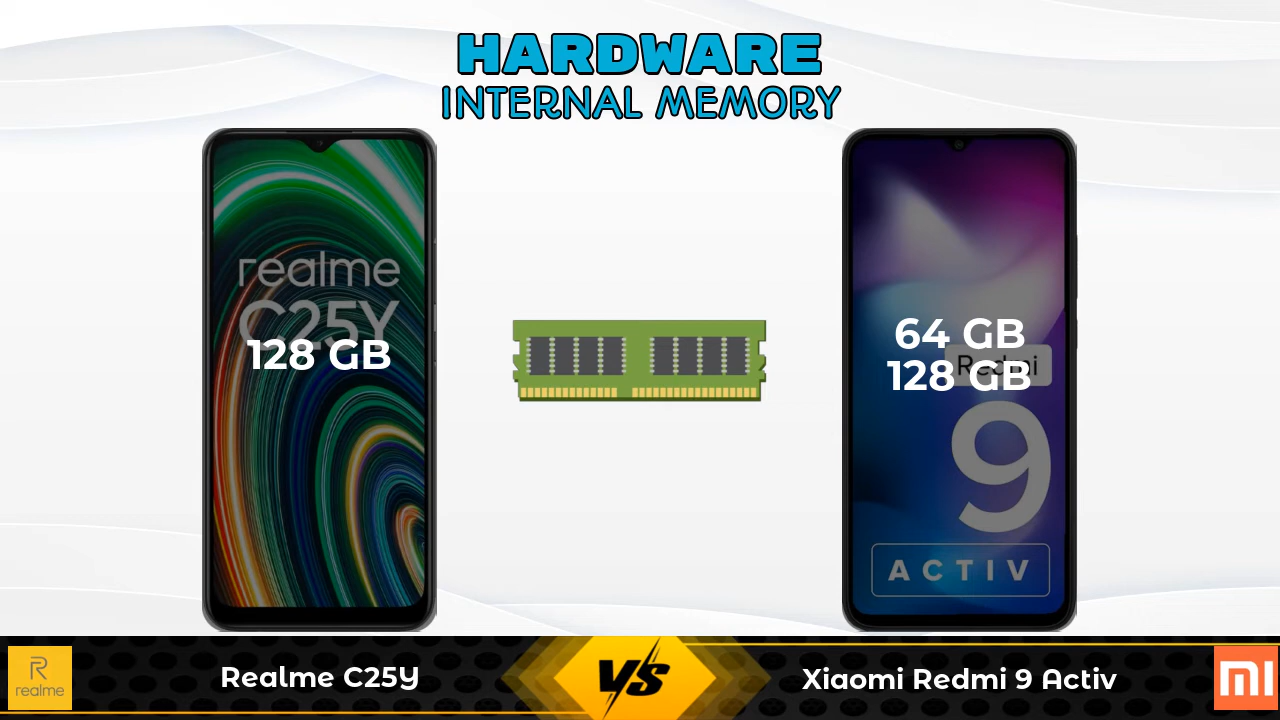 HARDWARE
INTERNAL MEMORY
realme
C25Y
128 GB
64 GB
128 GB
Redmi
9
ACTIV
R
realme
Realme C25Y
VS
Xiaomi Redmi 9 Activ
MI